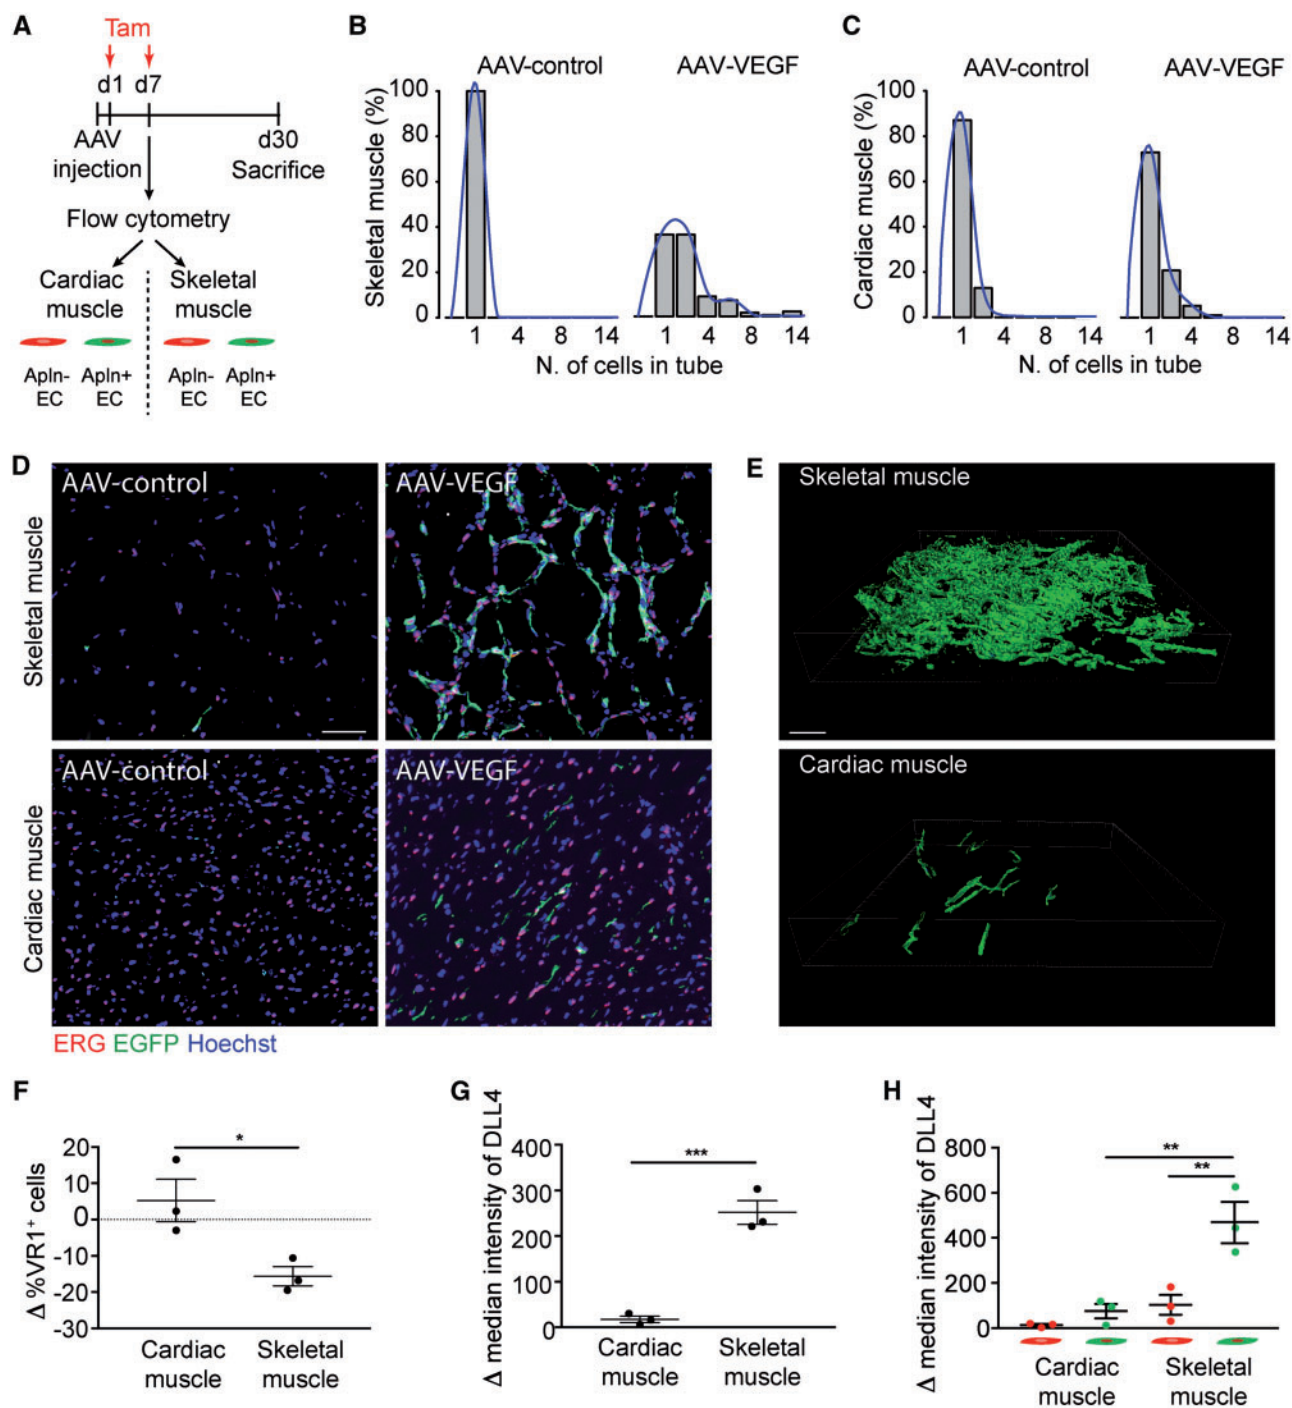 A
Tam
d1 d7
AAV
injection
d30
Sacrifice
Flow cytometry
Cardiac
muscle
Skeletal
muscle
Apln-
EC
Apln+
EC
Apln-
EC
Apln+
EC
B
AAV-control
AAV-VEGF
Skeletal muscle (%)
100
80
60
40
20
0
1 4 8 14
1 4 8 14
N. of cells in tube
C
AAV-control
AAV-VEGF
Cardiac muscle (%)
100
80
60
40
20
0
1 4 8 14
1 4 8 14
N. of cells in tube
D
Skeletal muscle
AAV-control
AAV-VEGF
Cardiac muscle
AAV-control
AAV-VEGF
ERG EGFP Hoechst
E
Skeletal muscle
Cardiac muscle
F
Δ %VR1+ cells
20
10
0
-10
-20
-30
*
Cardiac
muscle
Skeletal
muscle
G
Δ median intensity of DLL4
400
300
200
100
0
***
Cardiac
muscle
Skeletal
muscle
H
Δ median intensity of DLL4
800
600
400
200
0
**
**
Cardiac
muscle
Skeletal
muscle